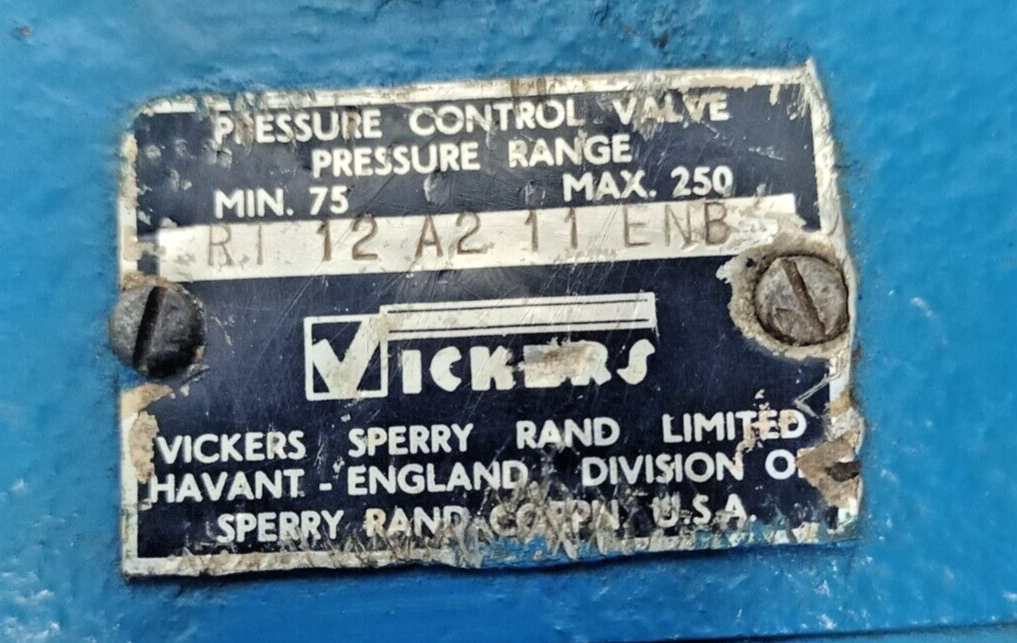 PRESSURE CONTROL VALVE
PRESSURE RANGE
MIN. 75 MAX. 250
RT 12 A2 11 ENB
VICKERS
VICKERS SPERRY RAND LIMITED
HAVANT - ENGLAND. DIVISION OF
SPERRY RAND CORPN. U.S.A.